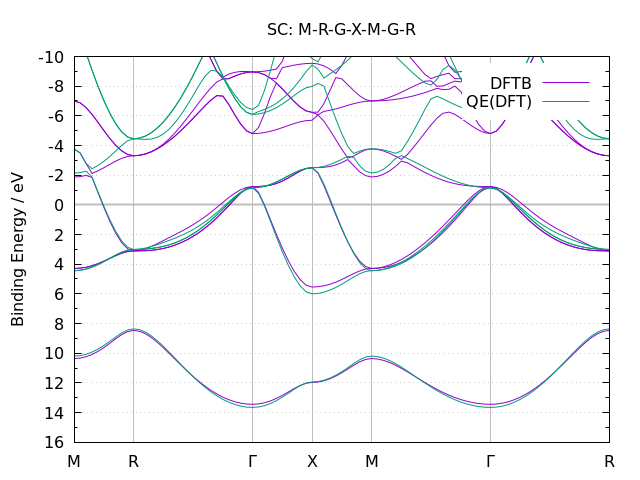 SC: M-R-G-X-M-G-R
DFTB
QE(DFT)
Binding Energy / eV
-10
-8
-6
-4
-2
0
2
4
6
8
10
12
14
16
M R Γ X M Γ R